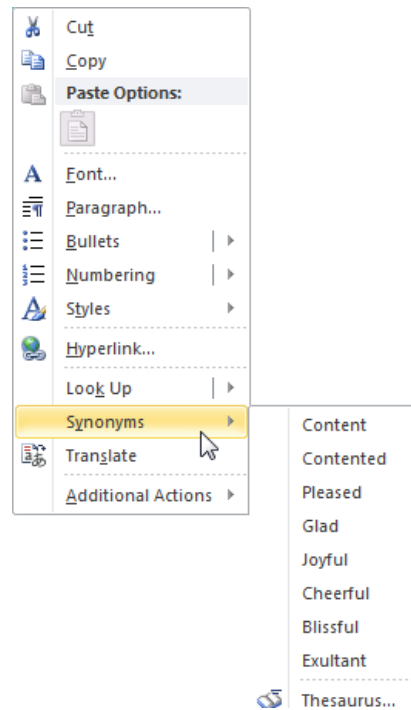 Cut
Copy
Paste Options:
Font...
Paragraph...
Bullets
Numbering
Styles
Hyperlink...
Look Up
Synonyms
Content
Translate
Contented
Additional Actions
Pleased
Glad
Joyful
Cheerful
Blissful
Exultant
Thesaurus...